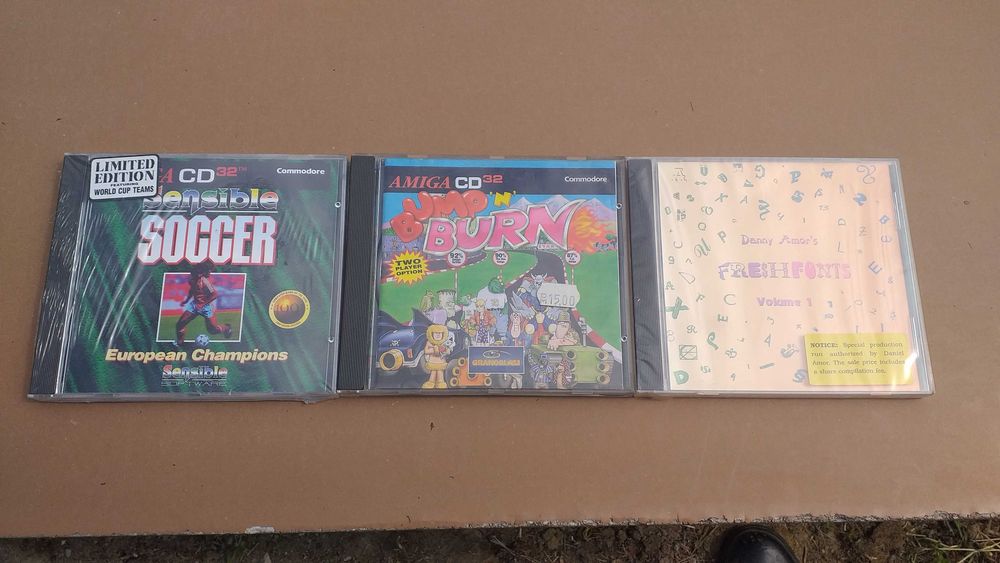 LIMITED
EDITION
FEATURING
WORLD CUP TEAMS
A CD32™
Commodore
Sensible
SOCCER
European Champions
Sensible
SOFTWARE
AMIGA CD32
Commodore
BUMP 'N' BURN
TWO
PLAYER
OPTION
92%
90%
GRANDSLAM
Danny Amor's
FRESHFONTS
Volume 1
NOTICE: Special production
run authorized by Daniel
Amor. The sale price includes
a share compilation fee.